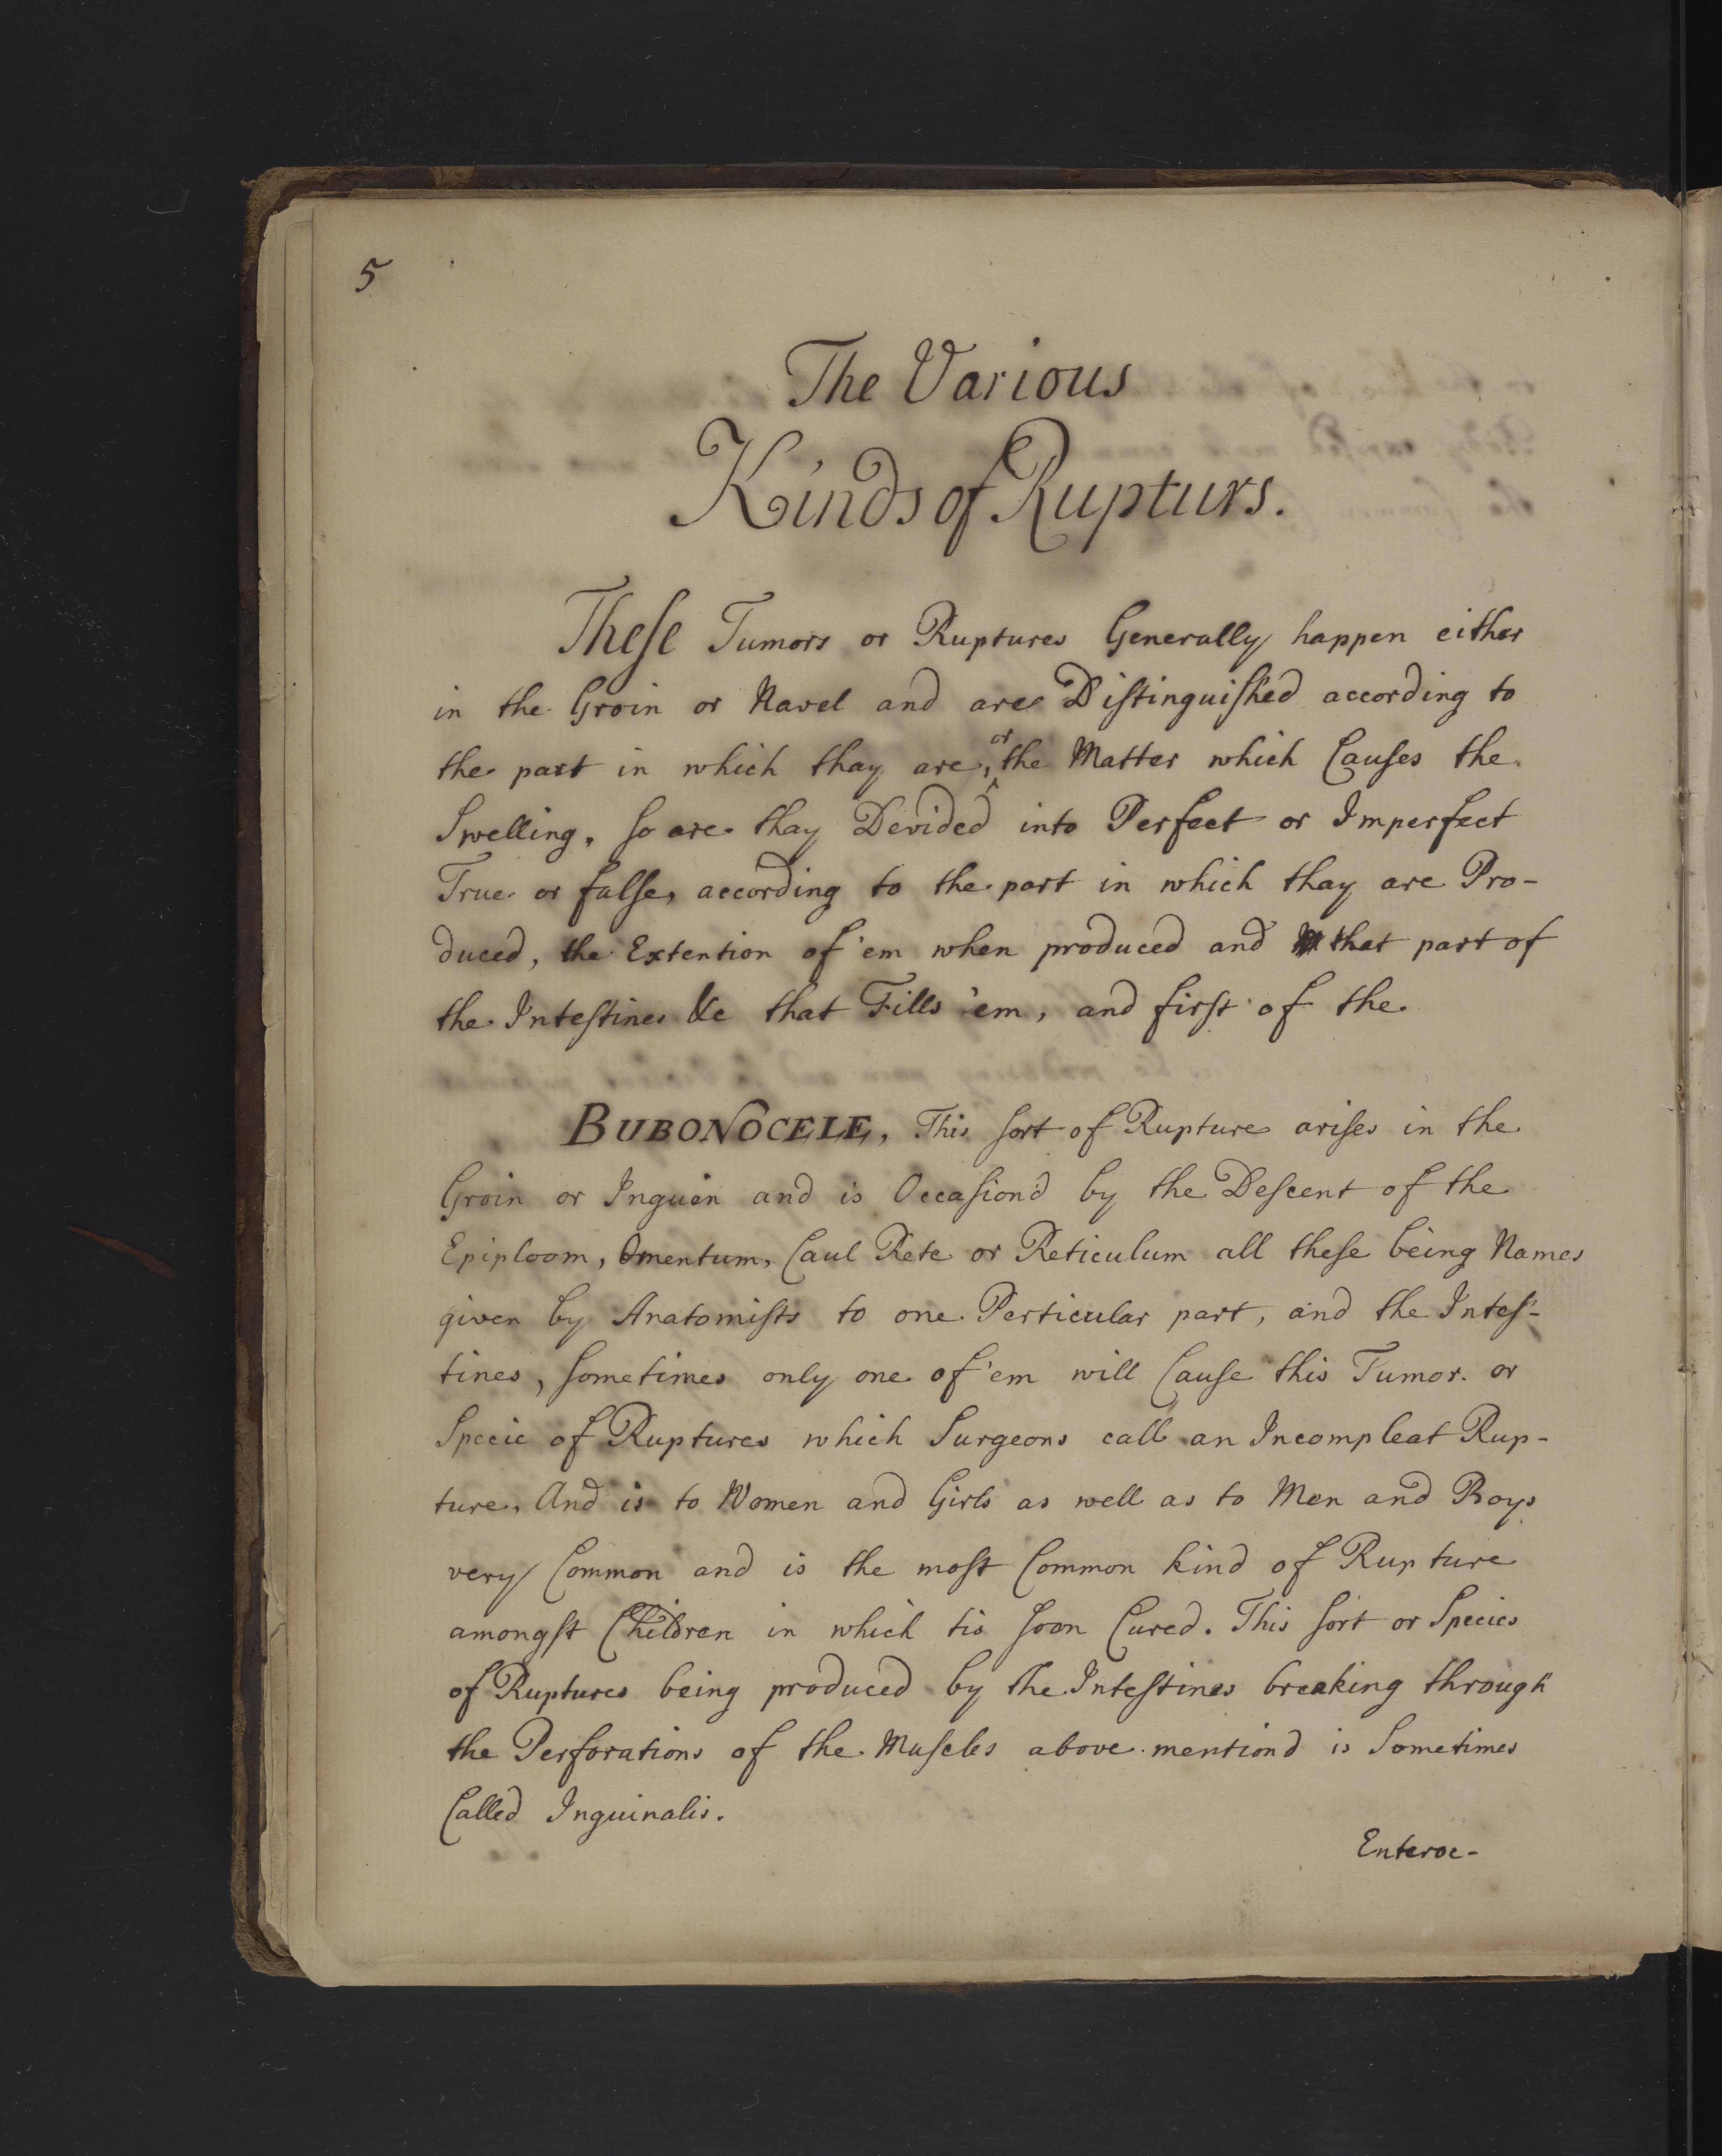 5
The Various
Kinds of Rupturs.
Theſe Tumors or Ruptures Generally happen either
in the Groin or Navel and are Diſtinguiſhed according to
the part in which thay are, or the Matter which Cauſes the
Swelling, ſo are thay Devided into Perfect or Imperfect
True or falſe, according to the part in which thay are Pro-
duced, the Extention of 'em when produced and that part of
the Inteſtines &c that Fills 'em, and firſt of the
BUBONOCELE, This ſort of Rupture ariſes in the
Groin or Inguen and is Occaſion'd by the Deſcent of the
Epiploom, Omentum, Caul Rete or Reticulum all theſe being Names
given by Anatomiſts to one Perticular part, and the Inteſ-
tines, ſometimes only one of 'em will Cauſe this Tumor or
Specie of Ruptures which Surgeons call an Incompleat Rup-
ture, And is to Women and Girls as well as to Men and Boys
very Common and is the moſt Common kind of Rupture
amongſt Children in which tis ſoon Cured. This ſort or Species
of Ruptures being produced by the Inteſtines breaking through
the Perforations of the Muſcles above mention'd is Sometimes
Called Inguinalis.
Enteroc-